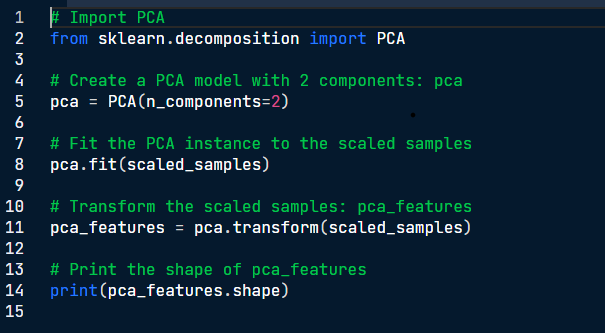 1 # Import PCA
2 from sklearn.decomposition import PCA
3
4 # Create a PCA model with 2 components: pca
5 pca = PCA(n_components=2)
6
7 # Fit the PCA instance to the scaled samples
8 pca.fit(scaled_samples)
9
10 # Transform the scaled samples: pca_features
11 pca_features = pca.transform(scaled_samples)
12
13 # Print the shape of pca_features
14 print(pca_features.shape)
15